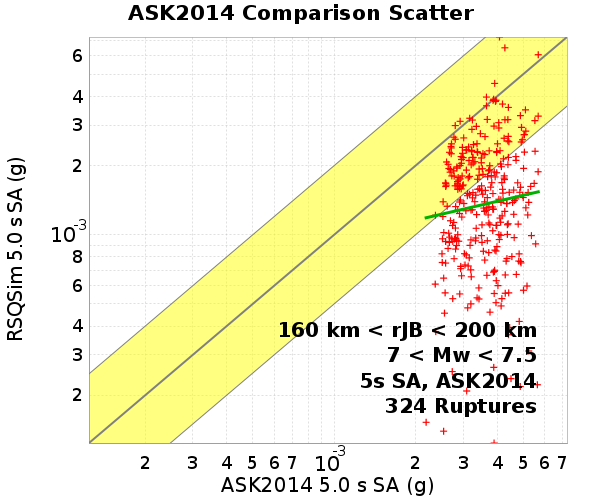 ASK2014 Comparison Scatter
RSQSim 5.0 s SA (g)
6
4
3
2
10-3
8
6
4
3
2
160 km < rJB < 200 km
7 < Mw < 7.5
5s SA, ASK2014
324 Ruptures
2 3 4 5 6 7 10-3 2 3 4 5 6 7
ASK2014 5.0 s SA (g)